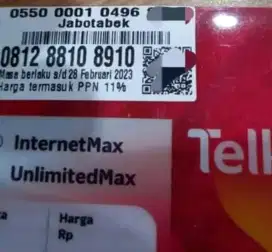 0550 0001 0496
Jabotabek
0812 8810 8910
Masa berlaku s/d 28 Februari 2023
Harga termasuk PPN 11%
InternetMax
UnlimitedMax
Harga
Rp